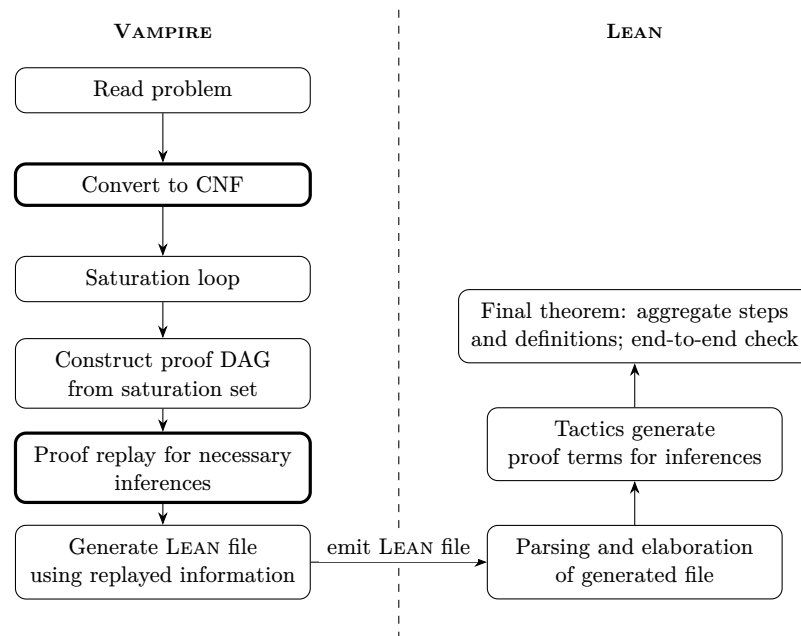 VAMPIRE
Read problem
Convert to CNF
Saturation loop
Construct proof DAG
from saturation set
Proof replay for necessary
inferences
Generate LEAN file
using replayed information
emit LEAN file
LEAN
Final theorem: aggregate steps
and definitions; end-to-end check
Tactics generate
proof terms for inferences
Parsing and elaboration
of generated file